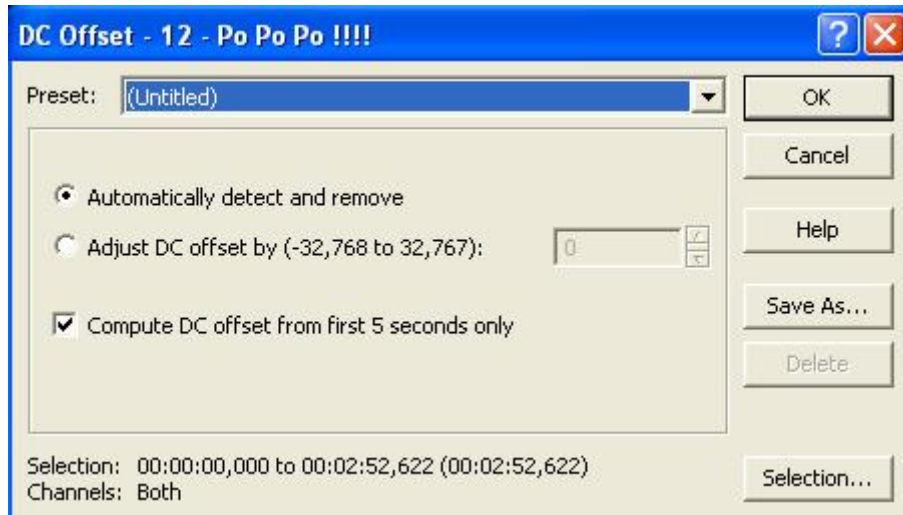 DC Offset - 12 - Po Po Po !!!!
Preset: (Untitled)
OK
Cancel
Automatically detect and remove
Adjust DC offset by (-32,768 to 32,767): 0
Help
Compute DC offset from first 5 seconds only
Save As...
Delete
Selection: 00:00:00,000 to 00:02:52,622 (00:02:52,622)
Channels: Both
Selection...